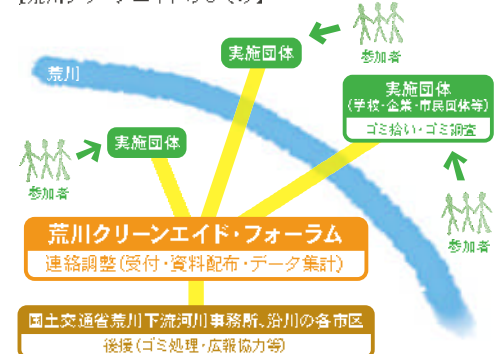 実施団体
参加者
荒川
実施団体
(学校・企業・市民団体等)
ゴミ拾い・ゴミ調査
実施団体
参加者
参加者
荒川クリーンエイド・フォーラム
連絡調整(受付・資料配布・データ集計)
国土交通省荒川下流河川事務所、沿川の各市区
後援(ゴミ処理・広報協力等)